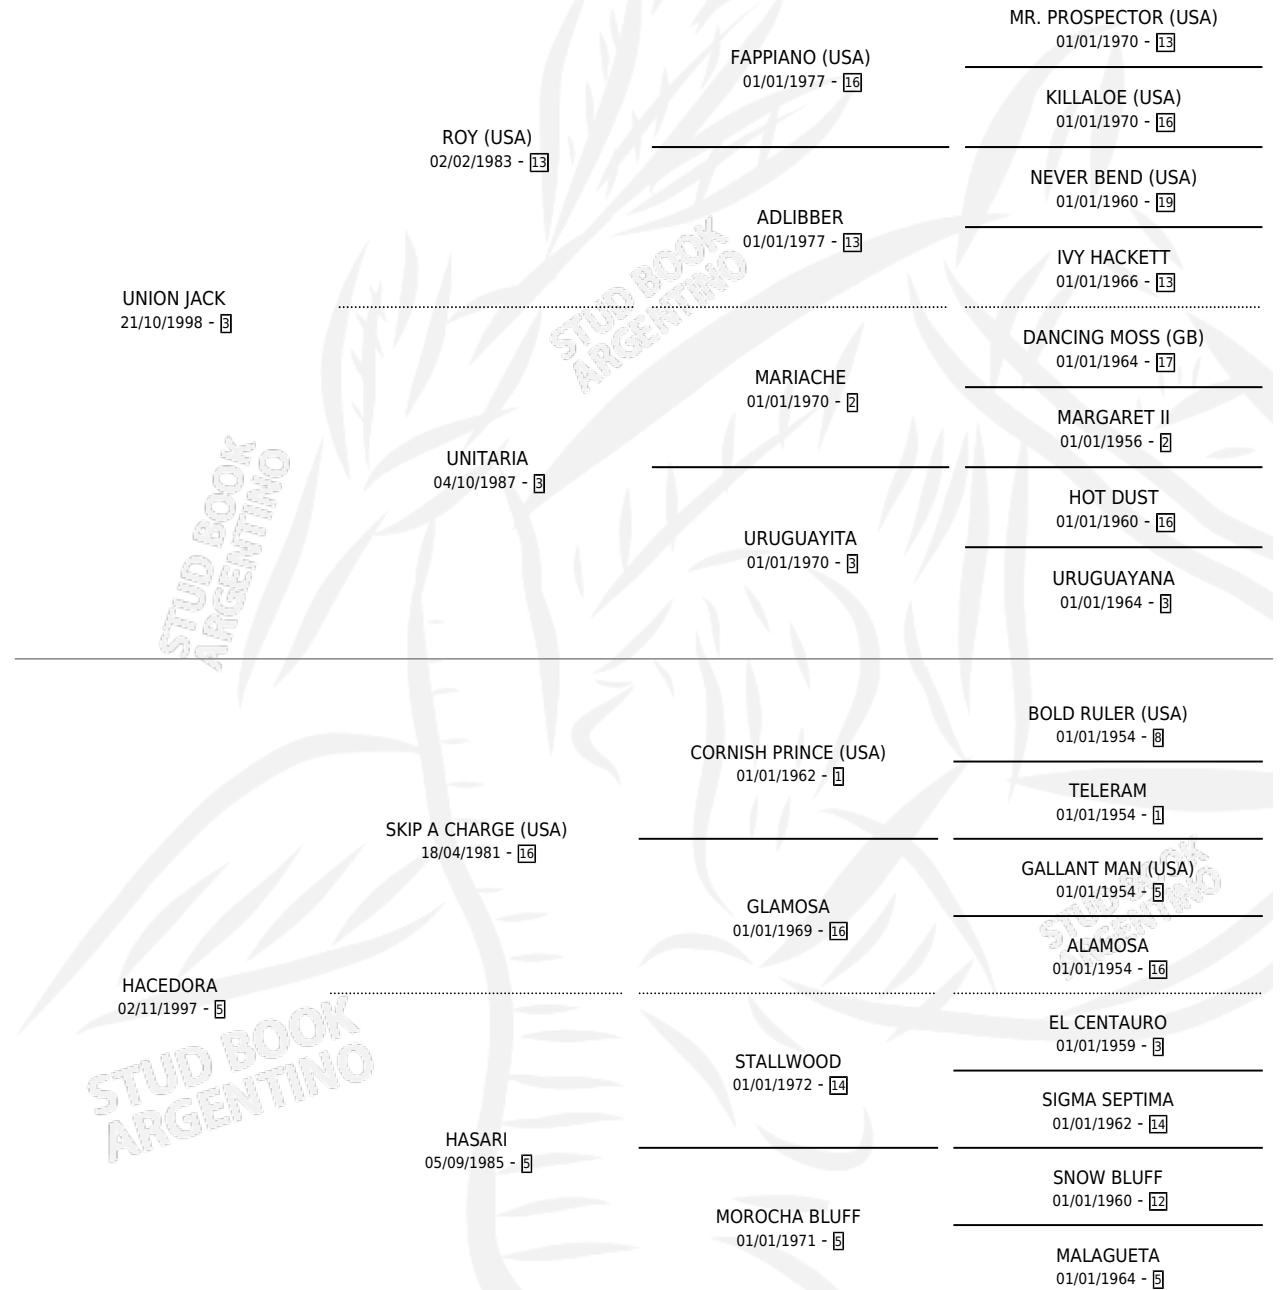 MR. PROSPECTOR (USA)
01/01/1970 - 13
FAPPIANO (USA)
01/01/1977 - 16
KILLALOE (USA)
01/01/1970 - 16
ROY (USA)
02/02/1983 - 13
NEVER BEND (USA)
01/01/1960 - 19
ADLIBBER
01/01/1977 - 13
IVY HACKETT
01/01/1966 - 13
UNION JACK
21/10/1998 - 3
STUD BOOK
ARGENTINO
DANCING MOSS (GB)
01/01/1964 - 17
MARIACHE
01/01/1970 - 2
MARGARET II
01/01/1956 - 2
UNITARIA
04/10/1987 - 3
HOT DUST
01/01/1960 - 16
URUGUAYITA
01/01/1970 - 3
URUGUAYANA
01/01/1964 - 3
STUD BOOK
ARGENTINO
BOLD RULER (USA)
01/01/1954 - 8
CORNISH PRINCE (USA)
01/01/1962 - 1
TELERAM
01/01/1954 - 1
SKIP A CHARGE (USA)
18/04/1981 - 16
GALLANT MAN (USA)
01/01/1954 - 5
GLAMOSA
01/01/1969 - 16
STUD BOOK
ARGENTINO
ALAMOSA
01/01/1954 - 16
HACEDORA
02/11/1997 - 5
STUD BOOK
ARGENTINO
EL CENTAURO
01/01/1959 - 3
STALLWOOD
01/01/1972 - 14
SIGMA SEPTIMA
01/01/1962 - 14
HASARI
05/09/1985 - 5
SNOW BLUFF
01/01/1960 - 12
MOROCHA BLUFF
01/01/1971 - 5
MALAGUETA
01/01/1964 - 5